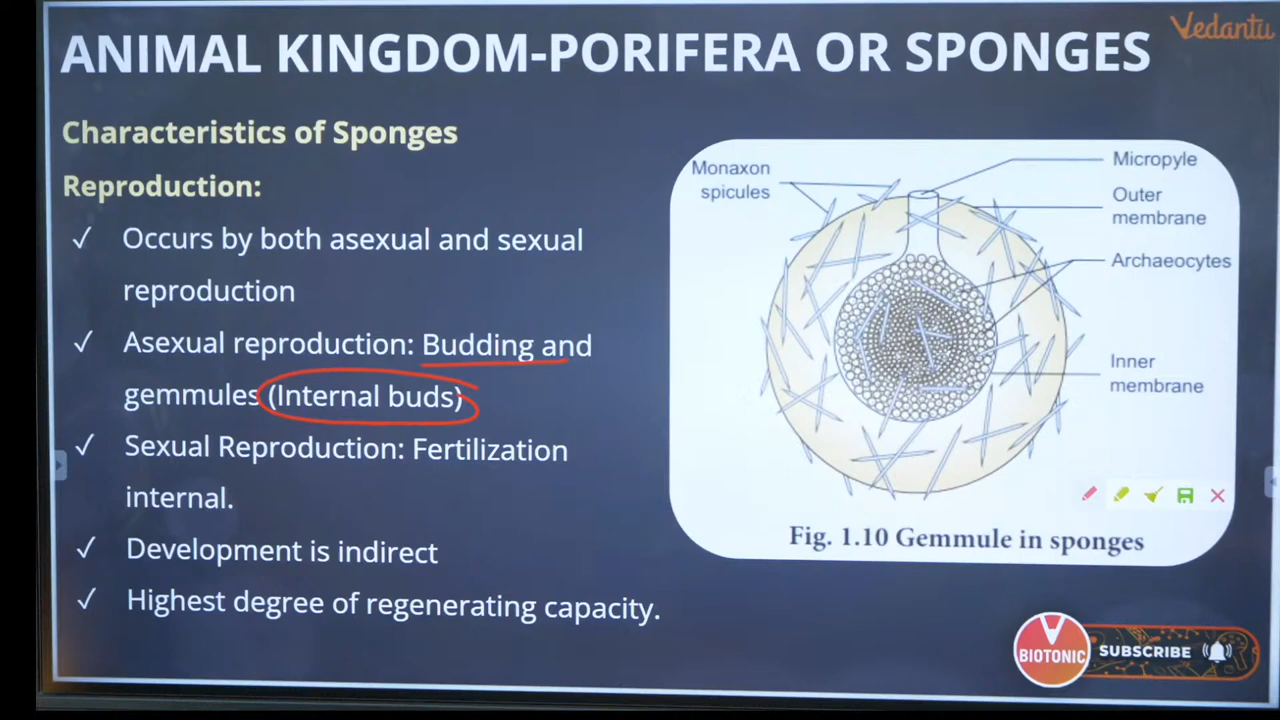 Vedantu
ANIMAL KINGDOM-PORIFERA OR SPONGES
Characteristics of Sponges
Reproduction:
✓ Occurs by both asexual and sexual
reproduction
✓ Asexual reproduction: Budding and
gemmules (Internal buds)
✓ Sexual Reproduction: Fertilization
internal.
✓ Development is indirect
✓ Highest degree of regenerating capacity.
Monaxon
spicules
Micropyle
Outer
membrane
Archaeocytes
Inner
membrane
Fig. 1.10 Gemmule in sponges
V
BIOTONIC
SUBSCRIBE